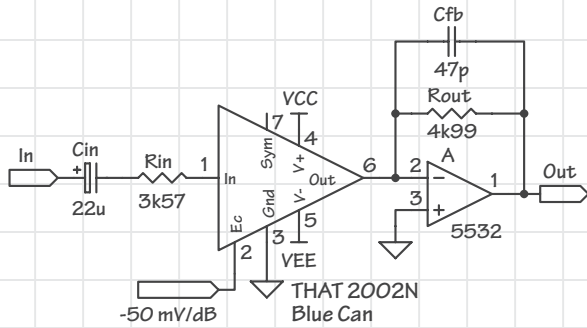 Cfb
47p
Rout
4k99
VCC
7
4
Sym
V+
In
Cin
+
22u
Rin
3k57
1
In
Out
6
2
A
−
3
+
1
Out
5532
Ec
Gnd
V-
2
3
5
VEE
-50 mV/dB
THAT 2002N
Blue Can